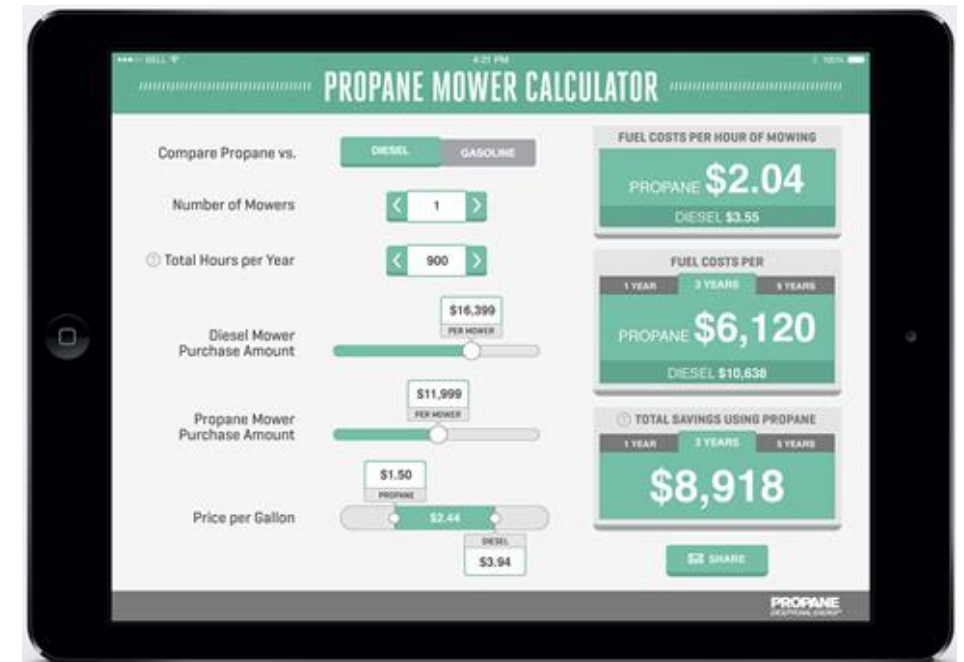 BELL
4:21 PM
100%
PROPANE MOWER CALCULATOR
Compare Propane vs.
DIESEL
GASOLINE
Number of Mowers
1
? Total Hours per Year
900
Diesel Mower
Purchase Amount
$16,399
PER MOWER
Propane Mower
Purchase Amount
$11,999
PER MOWER
Price per Gallon
$1.50
PROPANE
$2.44
DIESEL
$3.94
FUEL COSTS PER HOUR OF MOWING
PROPANE $2.04
DIESEL $3.55
FUEL COSTS PER
1 YEAR
3 YEARS
5 YEARS
PROPANE $6,120
DIESEL $10,638
? TOTAL SAVINGS USING PROPANE
1 YEAR
3 YEARS
5 YEARS
$8,918
SHARE
PROPANE
EXCEPTIONAL ENERGY